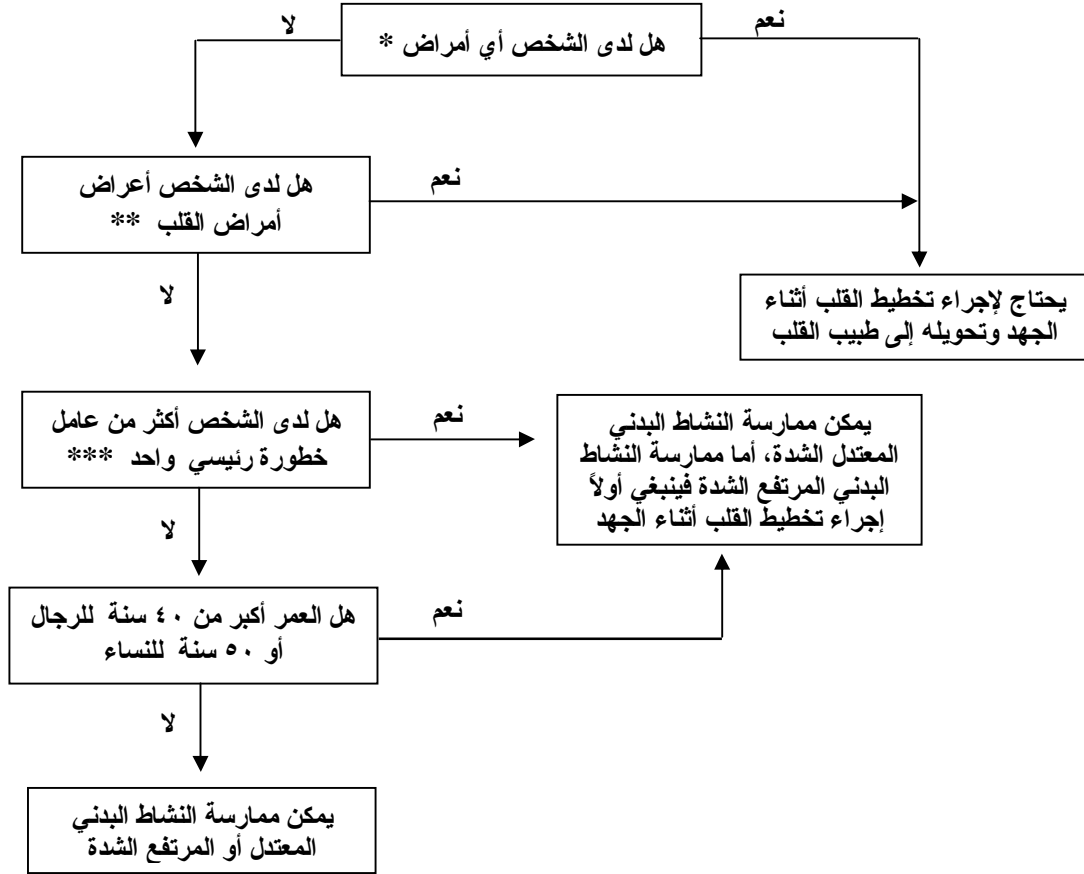 هل لدى الشخص أي أمراض *
نعم
لا
هل لدى الشخص أعراض
أمراض القلب **
نعم
لا
يحتاج لإجراء تخطيط القلب أثناء
الجهد وتحويله إلى طبيب القلب
هل لدى الشخص أكثر من عامل
خطورة رئيسي واحد ***
نعم
لا
يمكن ممارسة النشاط البدني
المعتدل الشدة، أما ممارسة النشاط
البدني المرتفع الشدة فينبغي أولاً
إجراء تخطيط القلب أثناء الجهد
هل العمر أكبر من ٤٠ سنة للرجال
أو ٥٠ سنة للنساء
نعم
لا
يمكن ممارسة النشاط البدني
المعتدل أو المرتفع الشدة